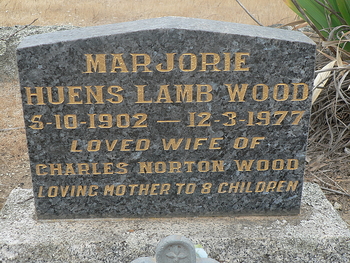 MARJORIE
HUENS LAMB WOOD
5-10-1902 — 12-3-1977
LOVED WIFE OF
CHARLES NORTON WOOD
LOVING MOTHER TO 8 CHILDREN